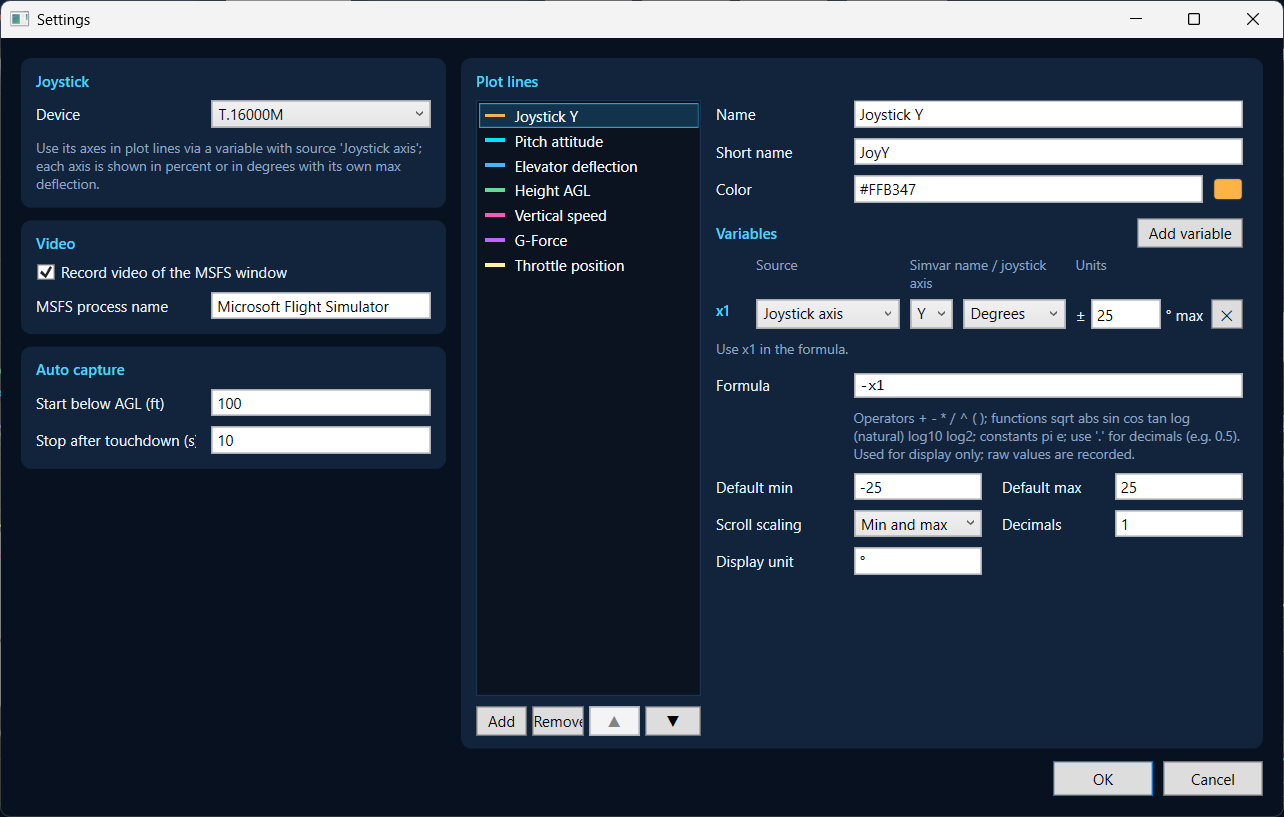 Settings
Joystick
Device
T.16000M
Use its axes in plot lines via a variable with source 'Joystick axis';
each axis is shown in percent or in degrees with its own max
deflection.
Video
Record video of the MSFS window
MSFS process name
Microsoft Flight Simulator
Auto capture
Start below AGL (ft)
100
Stop after touchdown (s
10
Plot lines
Joystick Y
Pitch attitude
Elevator deflection
Height AGL
Vertical speed
G-Force
Throttle position
Add
Remove
▲
▼
Name
Joystick Y
Short name
JoyY
Color
#FFB347
Variables
Add variable
Source
Simvar name / joystick
axis
Units
x1
Joystick axis
Y
Degrees
±
25
° max
Use x1 in the formula.
Formula
-x1
Operators + - * / ^ ( ); functions sqrt abs sin cos tan log
(natural) log10 log2; constants pi e; use '.' for decimals (e.g. 0.5).
Used for display only; raw values are recorded.
Default min
-25
Default max
25
Scroll scaling
Min and max
Decimals
1
Display unit
°
OK
Cancel